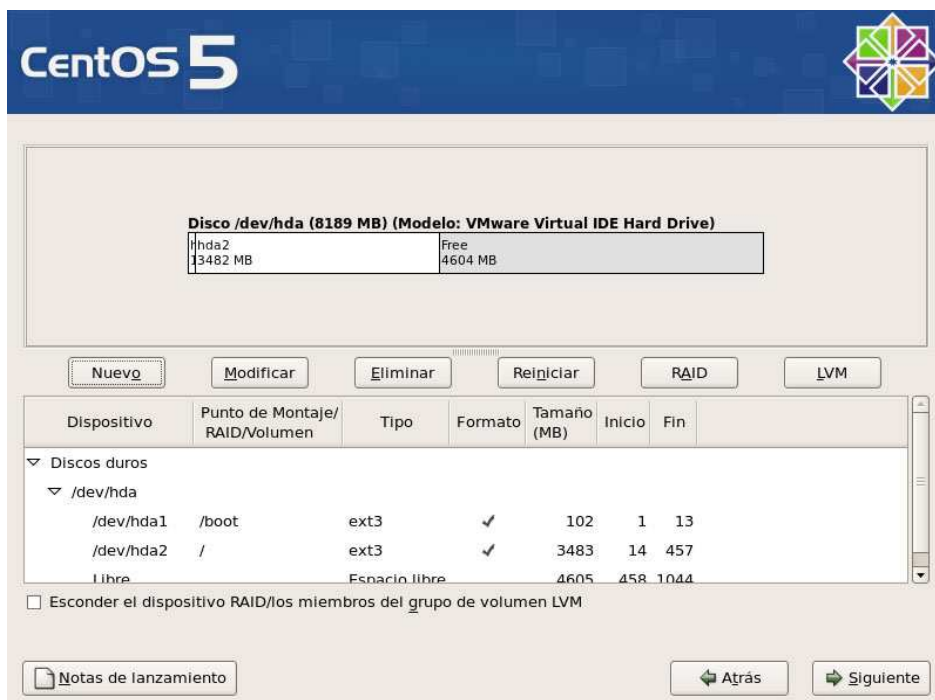 CentOS 5
Disco /dev/hda (8189 MB) (Modelo: VMware Virtual IDE Hard Drive)
hda2 Free
3482 MB 4604 MB
Nuevo Modificar Eliminar Reiniciar RAID LVM
Dispositivo Punto de Montaje/ RAID/Volumen Tipo Formato Tamaño (MB) Inicio Fin
Discos duros
/dev/hda
/dev/hda1 /boot ext3 102 1 13
/dev/hda2 / ext3 3483 14 457
Libre Espacio libre 4605 458 1044
Esconder el dispositivo RAID/los miembros del grupo de volumen LVM
Notas de lanzamiento Atrás Siguiente